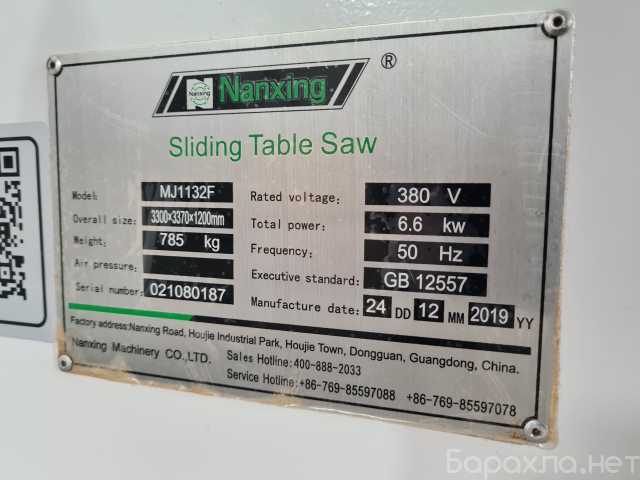 Nanxing
Nanxing ®
Sliding Table Saw
Model: MJ1132F
Overall size: 3300×3370×1200mm
Weight: 785 kg
Air pressure:
Serial number: 021080187
Rated voltage: 380 V
Total power: 6.6 kw
Frequency: 50 Hz
Executive standard: GB 12557
Manufacture date: 24 DD 12 MM 2019 YY
Factory address:Nanxing Road, Houjie Industrial Park, Houjie Town, Dongguan, Guangdong, China.
Nanxing Machinery CO.,LTD.
Sales Hotline:400-888-2033
Service Hotline:+86-769-85597088 +86-769-85597078
Барахла.нет